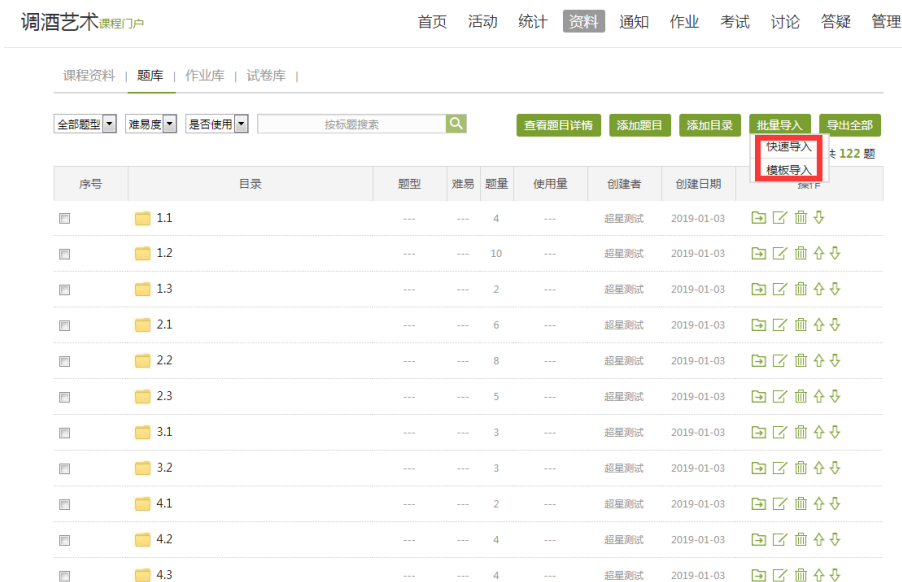 调酒艺术课程门户 首页 活动 统计 资料 通知 作业 考试 讨论 答疑 管理
课程资料 | 题库 | 作业库 | 试卷库 |
全部题型 难易度 是否使用 按标题搜索 查看题目详情 添加题目 添加目录 批量导入 导出全部
快速导入
共 122 题
模板导入
序号 目录 题型 难易 题量 使用量 创建者 创建日期 操作
1.1 --- --- 4 --- 超星测试 2019-01-03
1.2 --- --- 10 --- 超星测试 2019-01-03
1.3 --- --- 2 --- 超星测试 2019-01-03
2.1 --- --- 6 --- 超星测试 2019-01-03
2.2 --- --- 8 --- 超星测试 2019-01-03
2.3 --- --- 5 --- 超星测试 2019-01-03
3.1 --- --- 3 --- 超星测试 2019-01-03
3.2 --- --- 3 --- 超星测试 2019-01-03
4.1 --- --- 2 --- 超星测试 2019-01-03
4.2 --- --- 4 --- 超星测试 2019-01-03
4.3 --- --- 4 --- 超星测试 2019-01-03